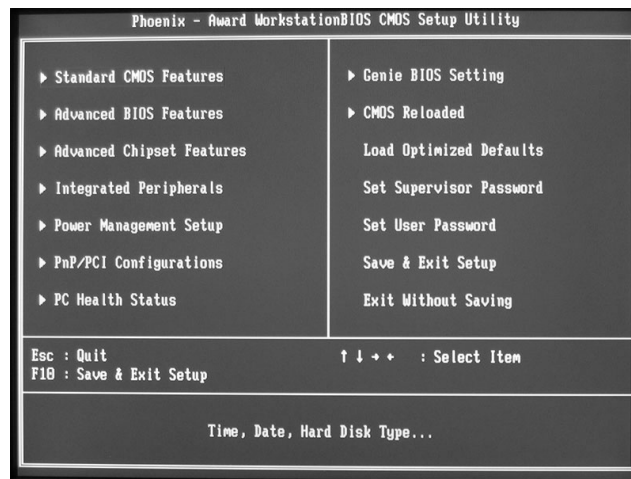 Phoenix - Award WorkstationBIOS CMOS Setup Utility
Standard CMOS Features
Advanced BIOS Features
Advanced Chipset Features
Integrated Peripherals
Power Management Setup
PnP/PCI Configurations
PC Health Status
Genie BIOS Setting
CMOS Reloaded
Load Optimized Defaults
Set Supervisor Password
Set User Password
Save & Exit Setup
Exit Without Saving
Esc : Quit
F10 : Save & Exit Setup
↑ ↓ → ← : Select Item
Time, Date, Hard Disk Type...